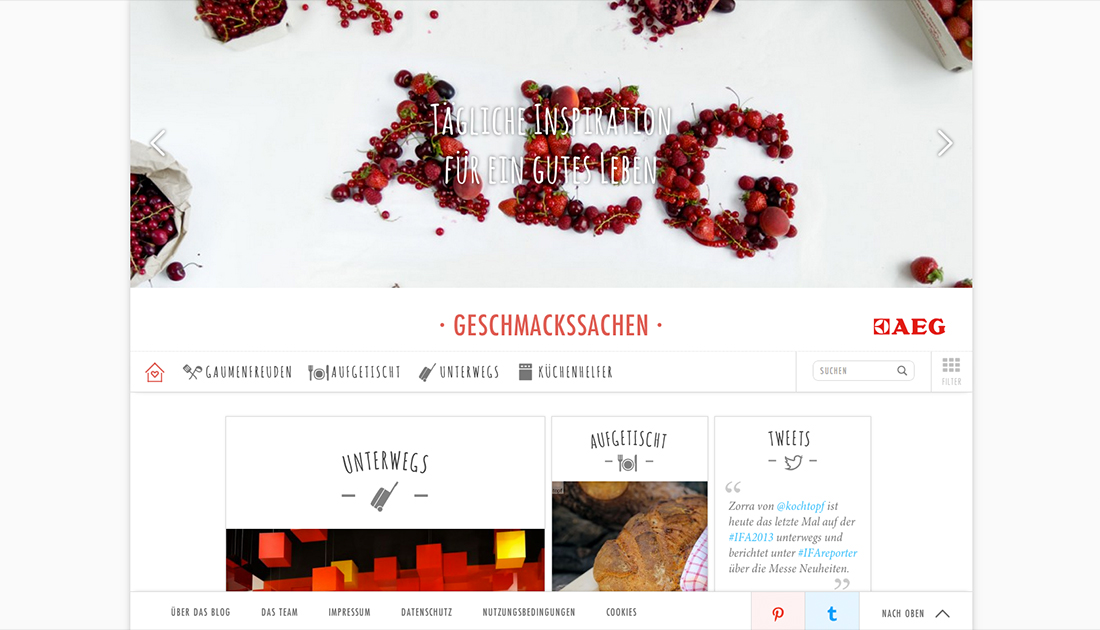 AEG
Tägliche Inspiration
für ein gutes Leben
· GESCHMACKSSACHEN ·
AEG
GAUMENFREUDEN
AUFGETISCHT
UNTERWEGS
KÜCHENHELFER
SUCHEN
FILTER
UNTERWEGS
AUFGETISCHT
TWEETS
“
Zorra von @kochtopf ist
heute das letzte Mal auf der
#IFA2013 unterwegs und
berichtet unter #IFAreporter
über die Messe Neuheiten.
”
ÜBER DAS BLOG
DAS TEAM
IMPRESSUM
DATENSCHUTZ
NUTZUNGSBEDINGUNGEN
COOKIES
NACH OBEN